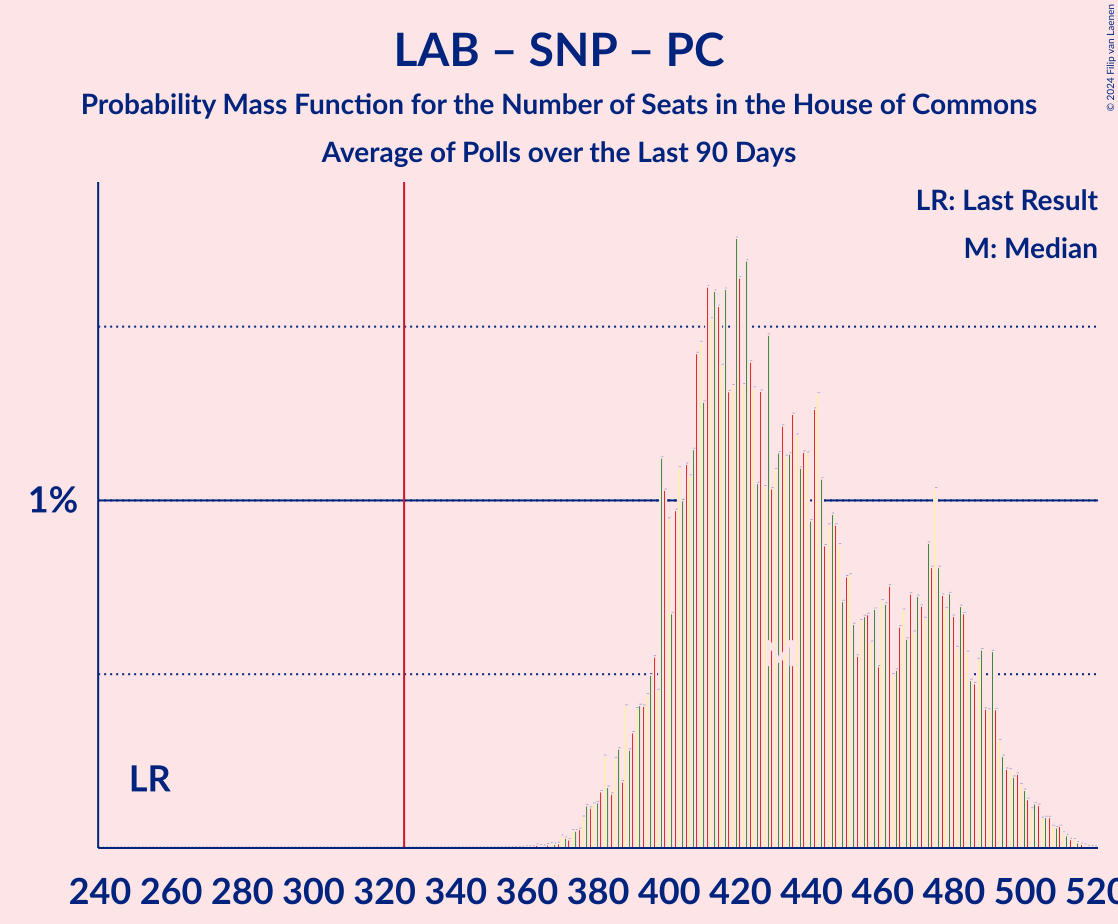 LAB – SNP – PC
Probability Mass Function for the Number of Seats in the House of Commons
Average of Polls over the Last 90 Days
© 2024 Filip van Laenen
LR: Last Result
M: Median
1%
LR
M
240 260 280 300 320 340 360 380 400 420 440 460 480 500 520